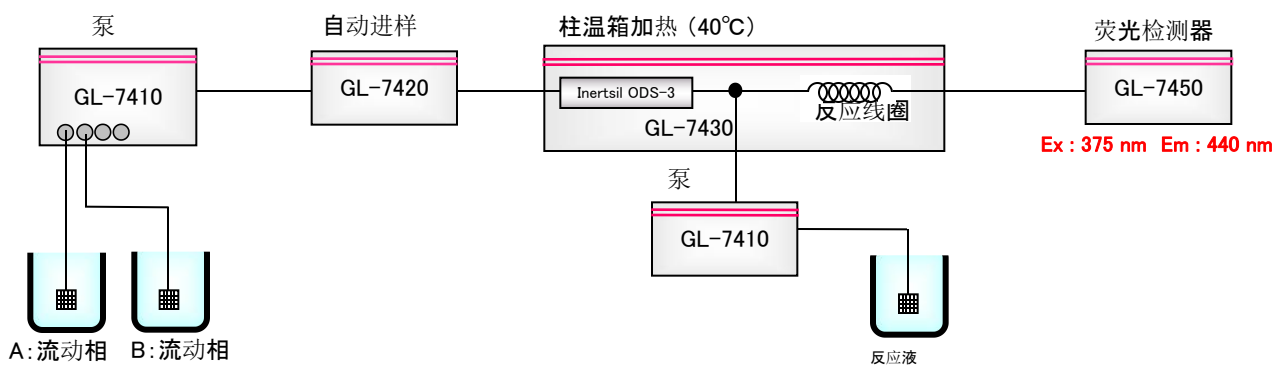 泵
自动进样
柱温箱加热（40℃）
荧光检测器
GL-7410
GL-7420
Inertsil ODS-3
反应线圈
GL-7430
GL-7450
Ex : 375 nm Em : 440 nm
泵
GL-7410
A:流动相
B:流动相
反应液